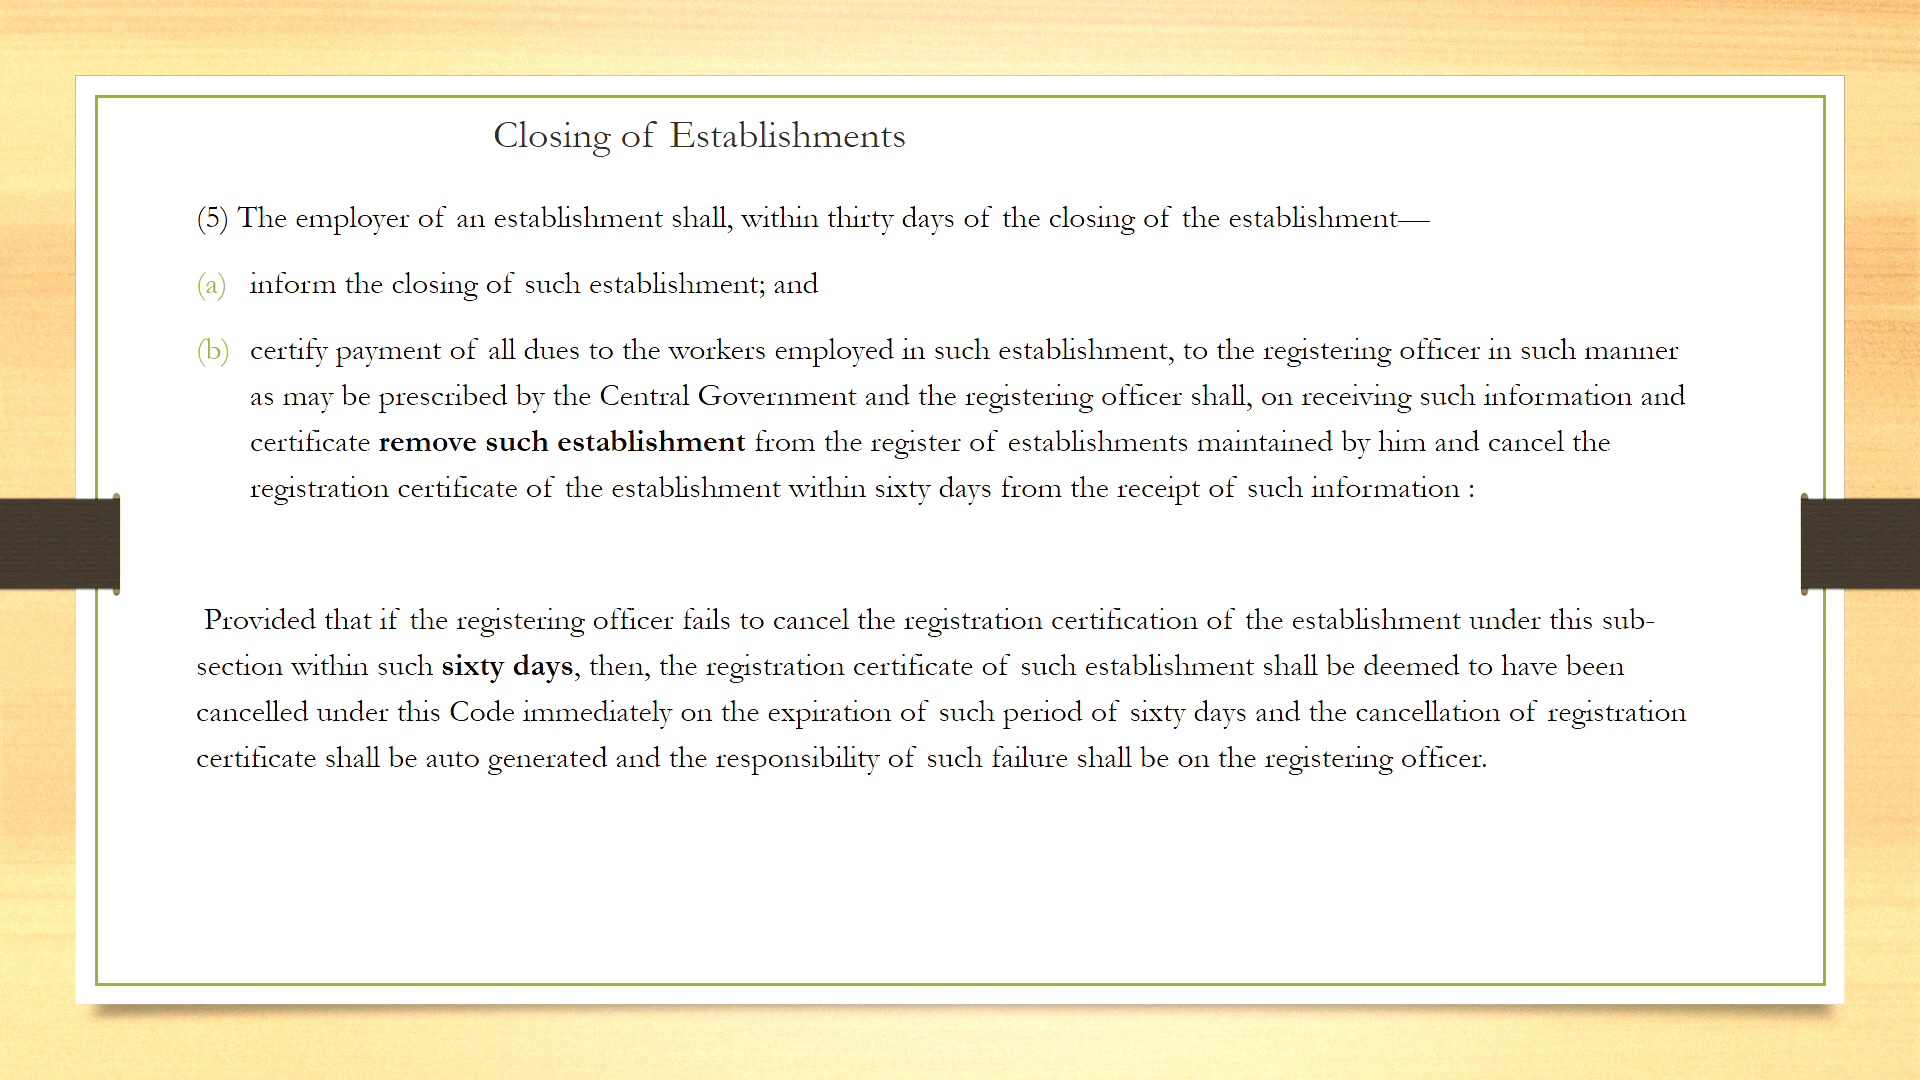 Closing of Establishments
(5) The employer of an establishment shall, within thirty days of the closing of the establishment—
(a) inform the closing of such establishment; and
(b) certify payment of all dues to the workers employed in such establishment, to the registering officer in such manner
as may be prescribed by the Central Government and the registering officer shall, on receiving such information and
certificate remove such establishment from the register of establishments maintained by him and cancel the
registration certificate of the establishment within sixty days from the receipt of such information :
Provided that if the registering officer fails to cancel the registration certification of the establishment under this sub-
section within such sixty days, then, the registration certificate of such establishment shall be deemed to have been
cancelled under this Code immediately on the expiration of such period of sixty days and the cancellation of registration
certificate shall be auto generated and the responsibility of such failure shall be on the registering officer.